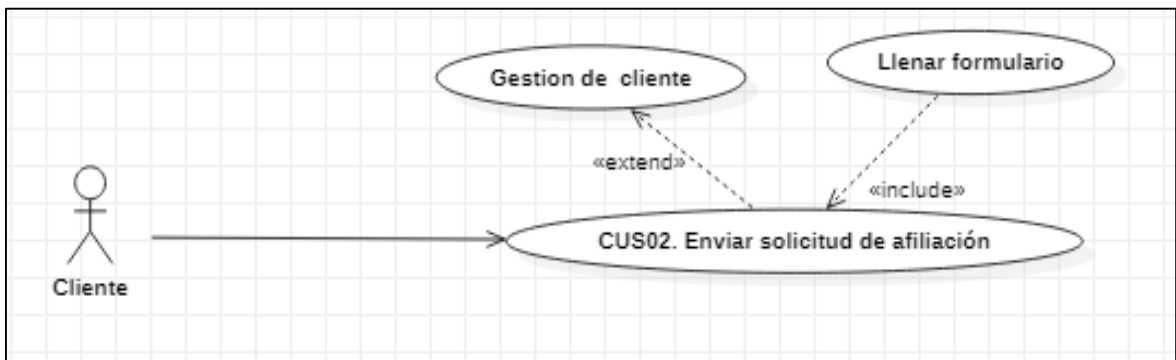 Gestion de cliente
Llenar formulario
«extend»
«include»
CUS02. Enviar solicitud de afiliación
Cliente